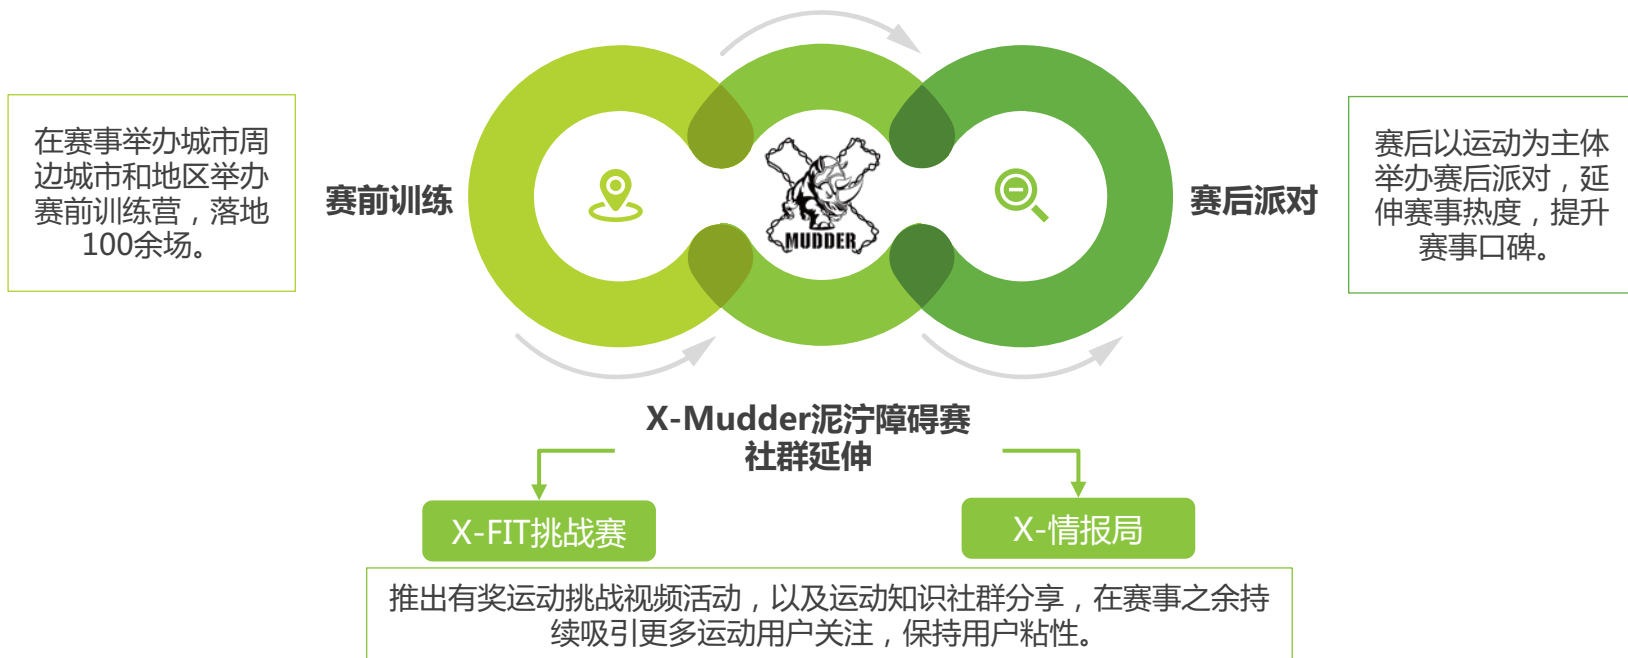 在赛事举办城市周
边城市和地区举办
赛前训练营，落地
100余场。
赛前训练
MUDDER
赛后派对
赛后以运动为主体
举办赛后派对，延
伸赛事热度，提升
赛事口碑。
X-Mudder泥泞障碍赛
社群延伸
X-FIT挑战赛
X-情报局
推出有奖运动挑战视频活动，以及运动知识社群分享，在赛事之余持
续吸引更多运动用户关注，保持用户粘性。